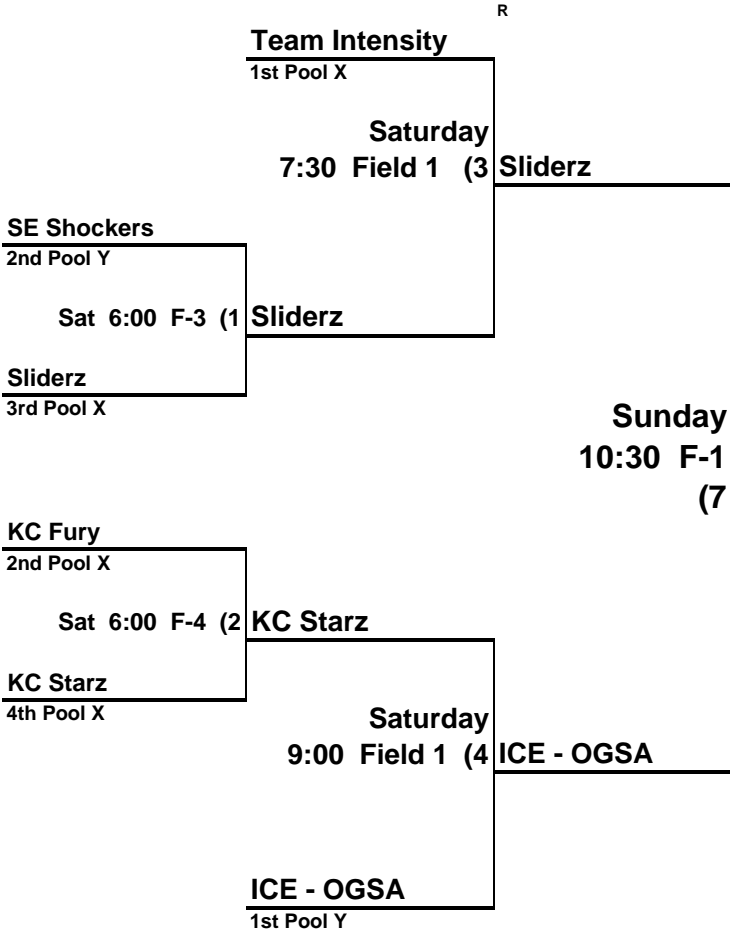 R
Team Intensity
1st Pool X
Saturday
7:30 Field 1 (3 Sliderz
SE Shockers
2nd Pool Y
Sat 6:00 F-3 (1 Sliderz
Sliderz
3rd Pool X
Sunday
10:30 F-1
(7
KC Fury
2nd Pool X
Sat 6:00 F-4 (2 KC Starz
KC Starz
4th Pool X
Saturday
9:00 Field 1 (4 ICE - OGSA
ICE - OGSA
1st Pool Y